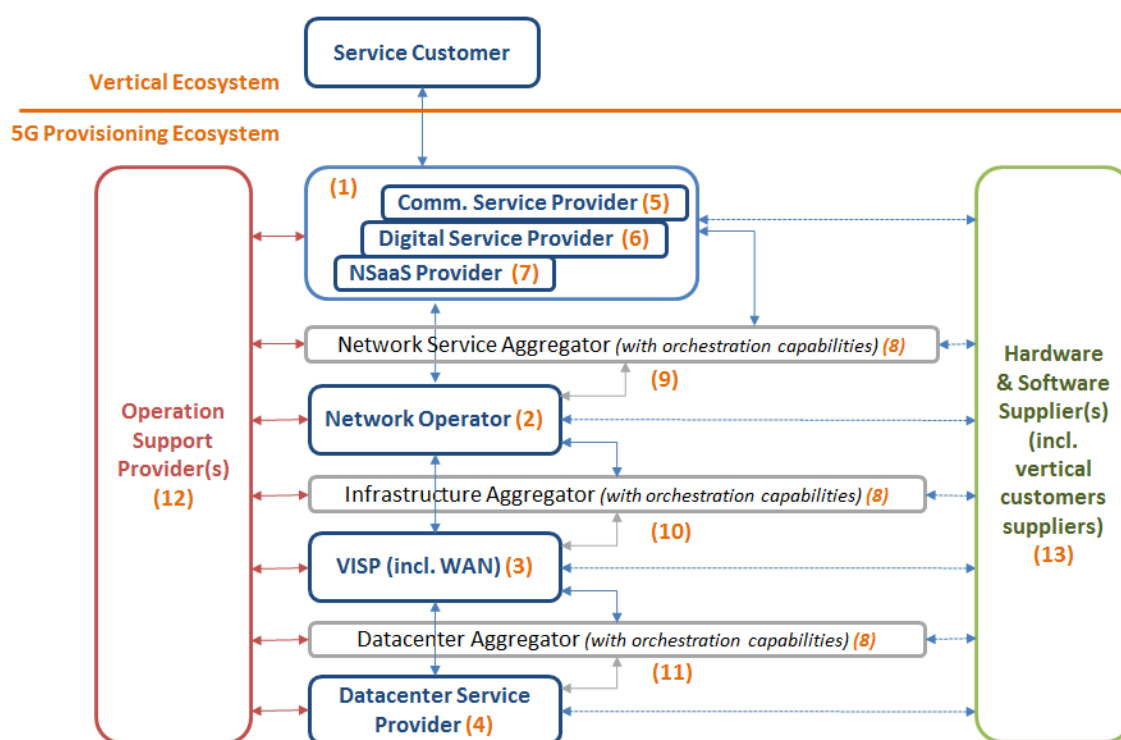 Service Customer
Vertical Ecosystem
5G Provisioning Ecosystem
(1)
Comm. Service Provider (5)
Digital Service Provider (6)
NSaaS Provider (7)
Network Service Aggregator (with orchestration capabilities) (8)
(9)
Network Operator (2)
Infrastructure Aggregator (with orchestration capabilities) (8)
(10)
VISP (incl. WAN) (3)
Datacenter Aggregator (with orchestration capabilities) (8)
(11)
Datacenter Service
Provider (4)
Operation
Support
Provider(s)
(12)
Hardware
& Software
Supplier(s)
(incl.
vertical
customers
suppliers)
(13)